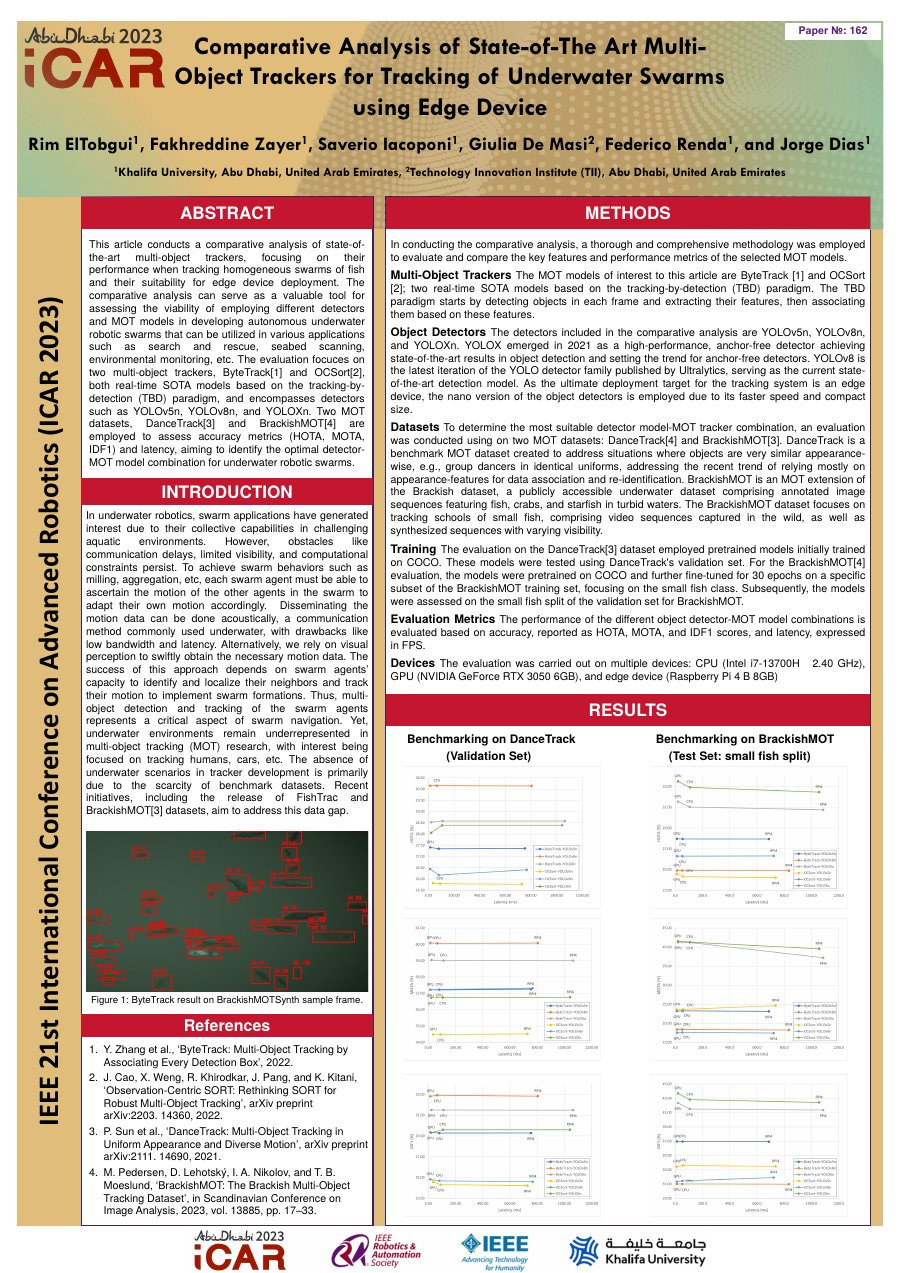 Abu Dhabi 2023
iCAR
Paper №: 162
Comparative Analysis of State-of-The Art Multi-
Object Trackers for Tracking of Underwater Swarms
using Edge Device
Rim ElTobgui1, Fakhreddine Zayer1, Saverio Iacoponi1, Giulia De Masi2, Federico Renda1, and Jorge Dias1
1Khalifa University, Abu Dhabi, United Arab Emirates, 2Technology Innovation Institute (TII), Abu Dhabi, United Arab Emirates
IEEE 21st International Conference on Advanced Robotics (ICAR 2023)
ABSTRACT
This article conducts a comparative analysis of state-of-
the-art multi-object trackers, focusing on their
performance when tracking homogeneous swarms of fish
and their suitability for edge device deployment. The
comparative analysis can serve as a valuable tool for
assessing the viability of employing different detectors
and MOT models in developing autonomous underwater
robotic swarms that can be utilized in various applications
such as search and rescue, seabed scanning,
environmental monitoring, etc. The evaluation focuces on
two multi-object trackers, ByteTrack[1] and OCSort[2],
both real-time SOTA models based on the tracking-by-
detection (TBD) paradigm, and encompasses detectors
such as YOLOv5n, YOLOv8n, and YOLOXn. Two MOT
datasets, DanceTrack[3] and BrackishMOT[4] are
employed to assess accuracy metrics (HOTA, MOTA,
IDF1) and latency, aiming to identify the optimal detector-
MOT model combination for underwater robotic swarms.
INTRODUCTION
In underwater robotics, swarm applications have generated
interest due to their collective capabilities in challenging
aquatic environments. However, obstacles like
communication delays, limited visibility, and computational
constraints persist. To achieve swarm behaviors such as
milling, aggregation, etc, each swarm agent must be able to
ascertain the motion of the other agents in the swarm to
adapt their own motion accordingly. Disseminating the
motion data can be done acoustically, a communication
method commonly used underwater, with drawbacks like
low bandwidth and latency. Alternatively, we rely on visual
perception to swiftly obtain the necessary motion data. The
success of this approach depends on swarm agents'
capacity to identify and localize their neighbors and track
their motion to implement swarm formations. Thus, multi-
object detection and tracking of the swarm agents
represents a critical aspect of swarm navigation. Yet,
underwater environments remain underrepresented in
multi-object tracking (MOT) research, with interest being
focused on tracking humans, cars, etc. The absence of
underwater scenarios in tracker development is primarily
due to the scarcity of benchmark datasets. Recent
initiatives, including the release of FishTrac and
BrackishMOT[3] datasets, aim to address this data gap.
Figure 1: ByteTrack result on BrackishMOTSynth sample frame.
References
1. Y. Zhang et al., 'ByteTrack: Multi-Object Tracking by
Associating Every Detection Box', 2022.
2. J. Cao, X. Weng, R. Khirodkar, J. Pang, and K. Kitani,
'Observation-Centric SORT: Rethinking SORT for
Robust Multi-Object Tracking', arXiv preprint
arXiv:2203. 14360, 2022.
3. P. Sun et al., 'DanceTrack: Multi-Object Tracking in
Uniform Appearance and Diverse Motion', arXiv preprint
arXiv:2111. 14690, 2021.
4. M. Pedersen, D. Lehotský, I. A. Nikolov, and T. B.
Moeslund, 'BrackishMOT: The Brackish Multi-Object
Tracking Dataset', in Scandinavian Conference on
Image Analysis, 2023, vol. 13885, pp. 17–33.
METHODS
In conducting the comparative analysis, a thorough and comprehensive methodology was employed
to evaluate and compare the key features and performance metrics of the selected MOT models.
Multi-Object Trackers The MOT models of interest to this article are ByteTrack [1] and OCSort
[2]; two real-time SOTA models based on the tracking-by-detection (TBD) paradigm. The TBD
paradigm starts by detecting objects in each frame and extracting their features, then associating
them based on these features.
Object Detectors The detectors included in the comparative analysis are YOLOv5n, YOLOv8n,
and YOLOXn. YOLOX emerged in 2021 as a high-performance, anchor-free detector achieving
state-of-the-art results in object detection and setting the trend for anchor-free detectors. YOLOv8 is
the latest iteration of the YOLO detector family published by Ultralytics, serving as the current state-
of-the-art detection model. As the ultimate deployment target for the tracking system is an edge
device, the nano version of the object detectors is employed due to its faster speed and compact
size.
Datasets To determine the most suitable detector model-MOT tracker combination, an evaluation
was conducted using on two MOT datasets: DanceTrack[4] and BrackishMOT[3]. DanceTrack is a
benchmark MOT dataset created to address situations where objects are very similar appearance-
wise, e.g., group dancers in identical uniforms, addressing the recent trend of relying mostly on
appearance-features for data association and re-identification. BrackishMOT is an MOT extension of
the Brackish dataset, a publicly accessible underwater dataset comprising annotated image
sequences featuring fish, crabs, and starfish in turbid waters. The BrackishMOT dataset focuses on
tracking schools of small fish, comprising video sequences captured in the wild, as well as
synthesized sequences with varying visibility.
Training The evaluation on the DanceTrack[3] dataset employed pretrained models initially trained
on COCO. These models were tested using DanceTrack's validation set. For the BrackishMOT[4]
evaluation, the models were pretrained on COCO and further fine-tuned for 30 epochs on a specific
subset of the BrackishMOT training set, focusing on the small fish class. Subsequently, the models
were assessed on the small fish split of the validation set for BrackishMOT.
Evaluation Metrics The performance of the different object detector-MOT model combinations is
evaluated based on accuracy, reported as HOTA, MOTA, and IDF1 scores, and latency, expressed
in FPS.
Devices The evaluation was carried out on multiple devices: CPU (Intel i7-13700H 2.40 GHz),
GPU (NVIDIA GeForce RTX 3050 6GB), and edge device (Raspberry Pi 4 B 8GB)
RESULTS
Benchmarking on DanceTrack
(Validation Set)
Benchmarking on BrackishMOT
(Test Set: small fish split)
Abu Dhabi 2023
iCAR
IEEE
Robotics &
Automation
Society
IEEE
Advancing Technology
for Humanity
جامعة خليفة
Khalifa University